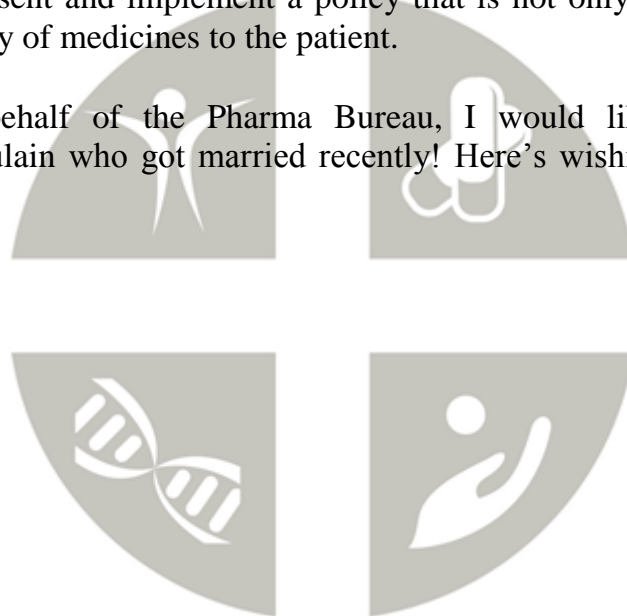 sent and implement a policy that is not only
y of medicines to the patient.
ehalf of the Pharma Bureau, I would li
ulain who got married recently! Here's wish